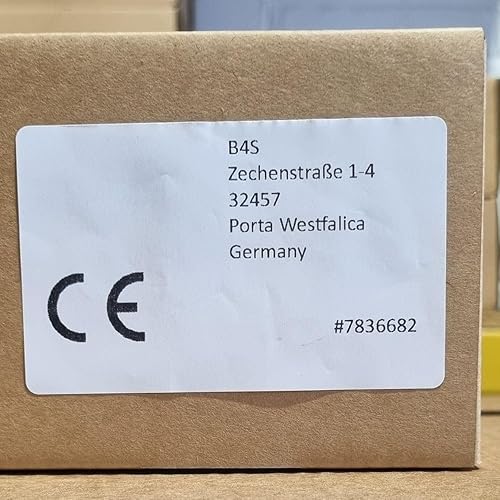 B4S
Zechenstraße 1-4
32457
Porta Westfalica
Germany
CE
#7836682